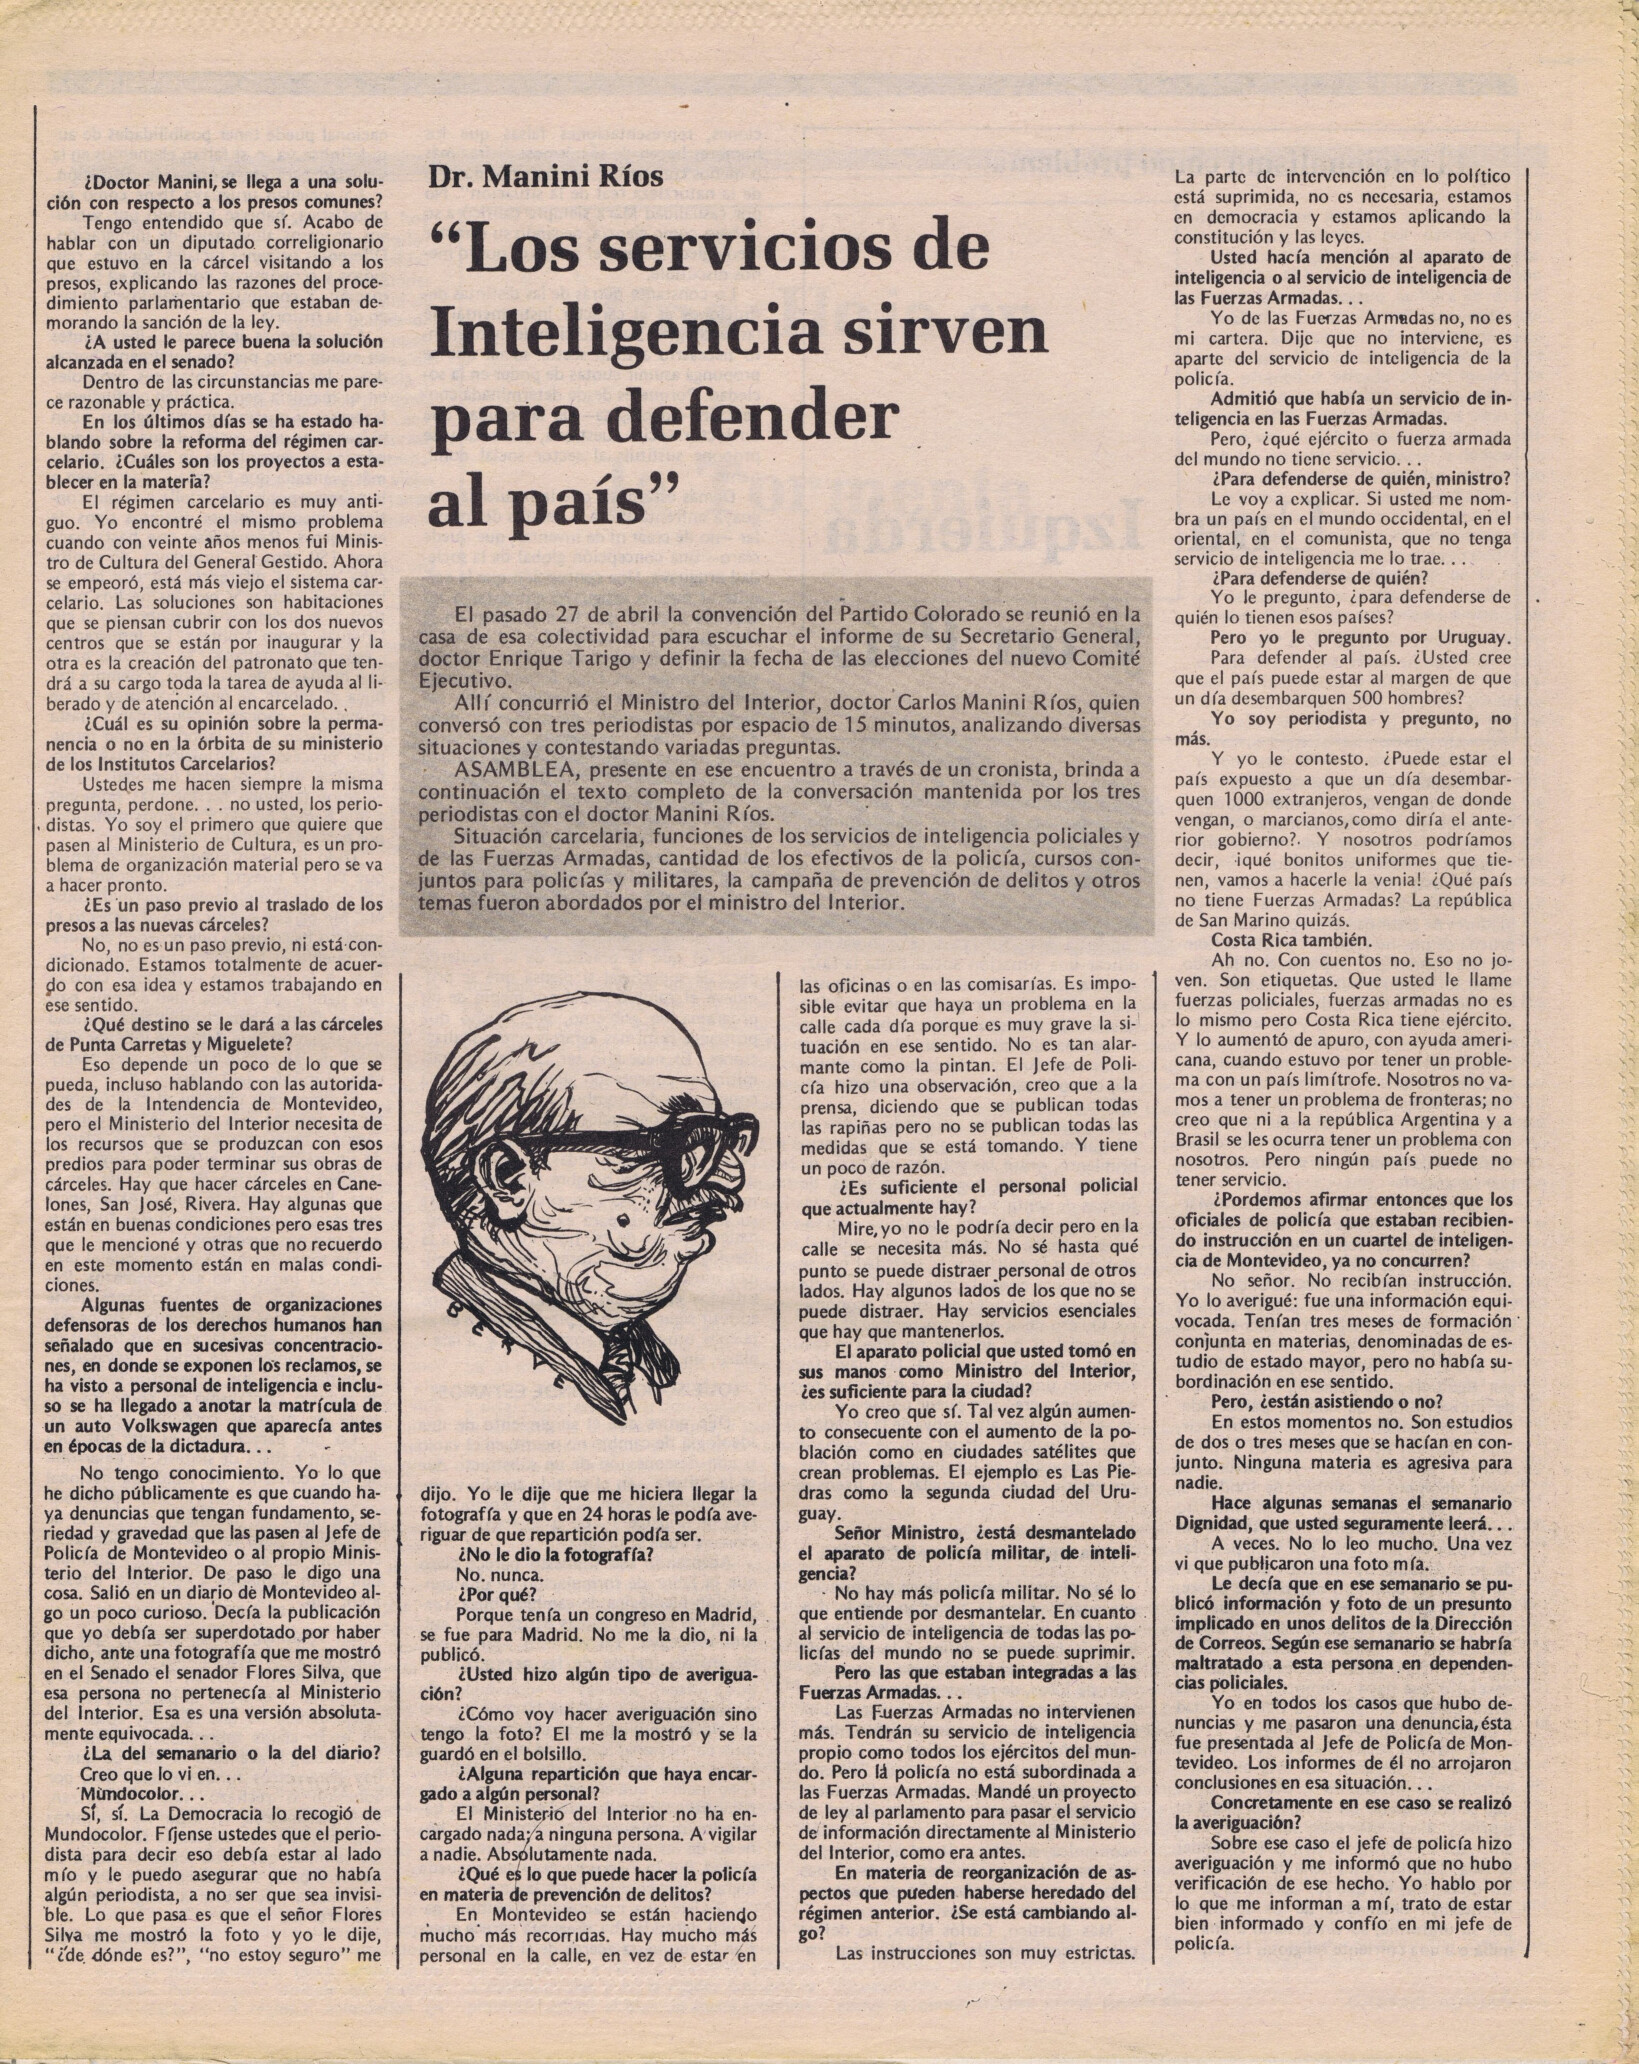 Dr. Manini Ríos
“Los servicios de
Inteligencia sirven
para defender
al país”
El pasado 27 de abril la convención del Partido Colorado se reunió en la
casa de esa colectividad para escuchar el informe de su Secretario General,
doctor Enrique Tarigo y definir la fecha de las elecciones del nuevo Comité
Ejecutivo.
Allí concurrió el Ministro del Interior, doctor Carlos Manini Ríos, quien
conversó con tres periodistas por espacio de 15 minutos, analizando diversas
situaciones y contestando variadas preguntas.
ASAMBLEA, presente en ese encuentro a través de un cronista, brinda a
continuación el texto completo de la conversación mantenida por los tres
periodistas con el doctor Manini Ríos.
Situación carcelaria, funciones de los servicios de inteligencia policiales y
de las Fuerzas Armadas, cantidad de los efectivos de la policía, cursos con-
juntos para policías y militares, la campaña de prevención de delitos y otros
temas fueron abordados por el ministro del Interior.
¿Doctor Manini, se llega a una solu-
ción con respecto a los presos comunes?
Tengo entendido que sí. Acabo de
hablar con un diputado correligionario
que estuvo en la cárcel visitando a los
presos, explicando las razones del proce-
dimiento parlamentario que estaban de-
morando la sanción de la ley.
¿A usted le parece buena la solución
alcanzada en el senado?
Dentro de las circunstancias me pare-
ce razonable y práctica.
En los últimos días se ha estado ha-
blando sobre la reforma del régimen car-
celario. ¿Cuáles son los proyectos a esta-
blecer en la materia?
El régimen carcelario es muy anti-
guo. Yo encontré el mismo problema
cuando con veinte años menos fui Minis-
tro de Cultura del General Gestido. Ahora
se empeoró, está más viejo el sistema car-
celario. Las soluciones son habitaciones
que se piensan cubrir con los dos nuevos
centros que se están por inaugurar y la
otra es la creación del patronato que ten-
drá a su cargo toda la tarea de ayuda al li-
berado y de atención al encarcelado. .
¿Cuál es su opinión sobre la perma-
nencia o no en la órbita de su ministerio
de los Institutos Carcelarios?
Ustedes me hacen siempre la misma
pregunta, perdone. . . no usted, los perio-
distas. Yo soy el primero que quiere que
pasen al Ministerio de Cultura, es un pro-
blema de organización material pero se va
a hacer pronto.
¿Es un paso previo al traslado de los
presos a las nuevas cárceles?
No, no es un paso previo, ni está con-
dicionado. Estamos totalmente de acuer-
do con esa idea y estamos trabajando en
ese sentido.
¿Qué destino se le dará a las cárceles
de Punta Carretas y Miguelete?
Eso depende un poco de lo que se
pueda, incluso hablando con las autorida-
des de la Intendencia de Montevideo,
pero el Ministerio del Interior necesita de
los recursos que se produzcan con esos
predios para poder terminar sus obras de
cárceles. Hay que hacer cárceles en Cane-
lones, San José, Rivera. Hay algunas que
están en buenas condiciones pero esas tres
que le mencioné y otras que no recuerdo
en este momento están en malas condi-
ciones.
Algunas fuentes de organizaciones
defensoras de los derechos humanos han
señalado que en sucesivas concentracio-
nes, en donde se exponen los reclamos, se
ha visto a personal de inteligencia e inclu-
so se ha llegado a anotar la matrícula de
un auto Volkswagen que aparecía antes
en épocas de la dictadura. . .
No tengo conocimiento. Yo lo que
he dicho públicamente es que cuando ha-
ya denuncias que tengan fundamento, se-
riedad y gravedad que las pasen al Jefe de
Policía de Montevideo o al propio Minis-
terio del Interior. De paso le digo una
cosa. Salió en un diario de Montevideo al-
go un poco curioso. Decía la publicación
que yo debía ser superdotado por haber
dicho, ante una fotografía que me mostró
en el Senado el senador Flores Silva, que
esa persona no pertenecía al Ministerio
del Interior. Esa es una versión absoluta-
mente equivocada. . .
¿La del semanario o la del diario?
Creo que lo vi en. . .
Mundocolor. . .
Sí, sí. La Democracia lo recogió de
Mundocolor. Fíjense ustedes que el perio-
dista para decir eso debía estar al lado
mío y le puedo asegurar que no había
algún periodista, a no ser que sea invisi-
ble. Lo que pasa es que el señor Flores
Silva me mostró la foto y yo le dije,
“¿de dónde es?”, “no estoy seguro” me
BERDE
dijo. Yo le dije que me hiciera llegar la
fotografía y que en 24 horas le podía ave-
riguar de que repartición podía ser.
¿No le dio la fotografía?
No. nunca.
¿Por qué?
Porque tenía un congreso en Madrid,
se fue para Madrid. No me la dio, ni la
publicó.
¿Usted hizo algún tipo de averigua-
ción?
¿Cómo voy hacer averiguación sino
tengo la foto? El me la mostró y se la
guardó en el bolsillo.
¿Alguna repartición que haya encar-
gado a algún personal?
El Ministerio del Interior no ha en-
cargado nada; a ninguna persona. A vigilar
a nadie. Absolutamente nada.
¿Qué es lo que puede hacer la policía
en materia de prevención de delitos?
En Montevideo se están haciendo
mucho más recorridas. Hay mucho más
personal en la calle, en vez de estar en
las oficinas o en las comisarías. Es impo-
sible evitar que haya un problema en la
calle cada día porque es muy grave la si-
tuación en ese sentido. No es tan alar-
mante como la pintan. El Jefe de Poli-
cía hizo una observación, creo que a la
prensa, diciendo que se publican todas
las rapiñas pero no se publican todas las
medidas que se está tomando. Y tiene
un poco de razón.
¿Es suficiente el personal policial
que actualmente hay?
Mire, yo no le podría decir pero en la
calle se necesita más. No sé hasta qué
punto se puede distraer personal de otros
lados. Hay algunos lados de los que no se
puede distraer. Hay servicios esenciales
que hay que mantenerlos.
El aparato policial que usted tomó en
sus manos como Ministro del Interior,
¿es suficiente para la ciudad?
Yo creo que sí. Tal vez algún aumen-
to consecuente con el aumento de la po-
blación como en ciudades satélites que
crean problemas. El ejemplo es Las Pie-
dras como la segunda ciudad del Uru-
guay.
Señor Ministro, ¿está desmantelado
el aparato de policía militar, de inteli-
gencia?
No hay más policía militar. No sé lo
que entiende por desmantelar. En cuanto
al servicio de inteligencia de todas las po-
licías del mundo no se puede suprimir.
Pero las que estaban integradas a las
Fuerzas Armadas. . .
Las Fuerzas Armadas no intervienen
más. Tendrán su servicio de inteligencia
propio como todos los ejércitos del mun-
do. Pero la policía no está subordinada a
las Fuerzas Armadas. Mandé un proyecto
de ley al parlamento para pasar el servicio
de información directamente al Ministerio
del Interior, como era antes.
En materia de reorganización de as-
pectos que pueden haberse heredado del
régimen anterior. ¿Se está cambiando al-
go?
Las instrucciones son muy estrictas.
La parte de intervención en lo político
está suprimida, no es necesaria, estamos
en democracia y estamos aplicando la
constitución y las leyes.
Usted hacía mención al aparato de
inteligencia o al servicio de inteligencia de
las Fuerzas Armadas. . .
Yo de las Fuerzas Armadas no, no es
mi cartera. Dije que no interviene, es
aparte del servicio de inteligencia de la
policía.
Admitió que había un servicio de in-
teligencia en las Fuerzas Armadas.
Pero, ¿qué ejército o fuerza armada
del mundo no tiene servicio. . .
¿Para defenderse de quién, ministro?
Le voy a explicar. Si usted me nom-
bra un país en el mundo occidental, en el
oriental, en el comunista, que no tenga
servicio de inteligencia me lo trae. . .
¿Para defenderse de quién?
Yo le pregunto, ¿para defenderse de
quién lo tienen esos países?
Pero yo le pregunto por Uruguay.
Para defender al país. ¿Usted cree
que el país puede estar al margen de que
un día desembarquen 500 hombres?
Yo soy periodista y pregunto, no
más.
Y yo le contesto. ¿Puede estar el
país expuesto a que un día desembar-
quen 1000 extranjeros, vengan de donde
vengan, o marcianos, como diría el ante-
rior gobierno?. Y nosotros podríamos
decir, ¡qué bonitos uniformes que tie-
nen, vamos a hacerle la venia! ¿Qué país
no tiene Fuerzas Armadas? La república
de San Marino quizás.
Costa Rica también.
Ah no. Con cuentos no. Eso no jo-
ven. Son etiquetas. Que usted le llame
fuerzas policiales, fuerzas armadas no es
lo mismo pero Costa Rica tiene ejército.
Y lo aumentó de apuro, con ayuda ameri-
cana, cuando estuvo por tener un proble-
ma con un país limítrofe. Nosotros no va-
mos a tener un problema de fronteras; no
creo que ni a la república Argentina y a
Brasil se les ocurra tener un problema con
nosotros. Pero ningún país puede no
tener servicio.
¿Pordemos afirmar entonces que los
oficiales de policía que estaban recibien-
do instrucción en un cuartel de inteligen-
cia de Montevideo, ya no concurren?
No señor. No recibían instrucción.
Yo lo averigué: fue una información equi-
vocada. Tenían tres meses de formación
conjunta en materias, denominadas de es-
tudio de estado mayor, pero no había su-
bordinación en ese sentido.
Pero, ¿están asistiendo o no?
En estos momentos no. Son estudios
de dos o tres meses que se hacían en con-
junto. Ninguna materia es agresiva para
nadie.
Hace algunas semanas el semanario
Dignidad, que usted seguramente leerá. . .
A veces. No lo leo mucho. Una vez
vi que publicaron una foto mía.
Le decía que en ese semanario se pu-
blicó información y foto de un presunto
implicado en unos delitos de la Dirección
de Correos. Según ese semanario se habría
maltratado a esta persona en dependen-
cias policiales.
Yo en todos los casos que hubo de-
nuncias y me pasaron una denuncia, ésta
fue presentada al Jefe de Policía de Mon-
tevideo. Los informes de él no arrojaron
conclusiones en esa situación. . .
Concretamente en ese caso se realizó
la averiguación?
Sobre ese caso el jefe de policía hizo
averiguación y me informó que no hubo
verificación de ese hecho. Yo hablo por
lo que me informan a mí, trato de estar
bien informado y confío en mi jefe de
policía.